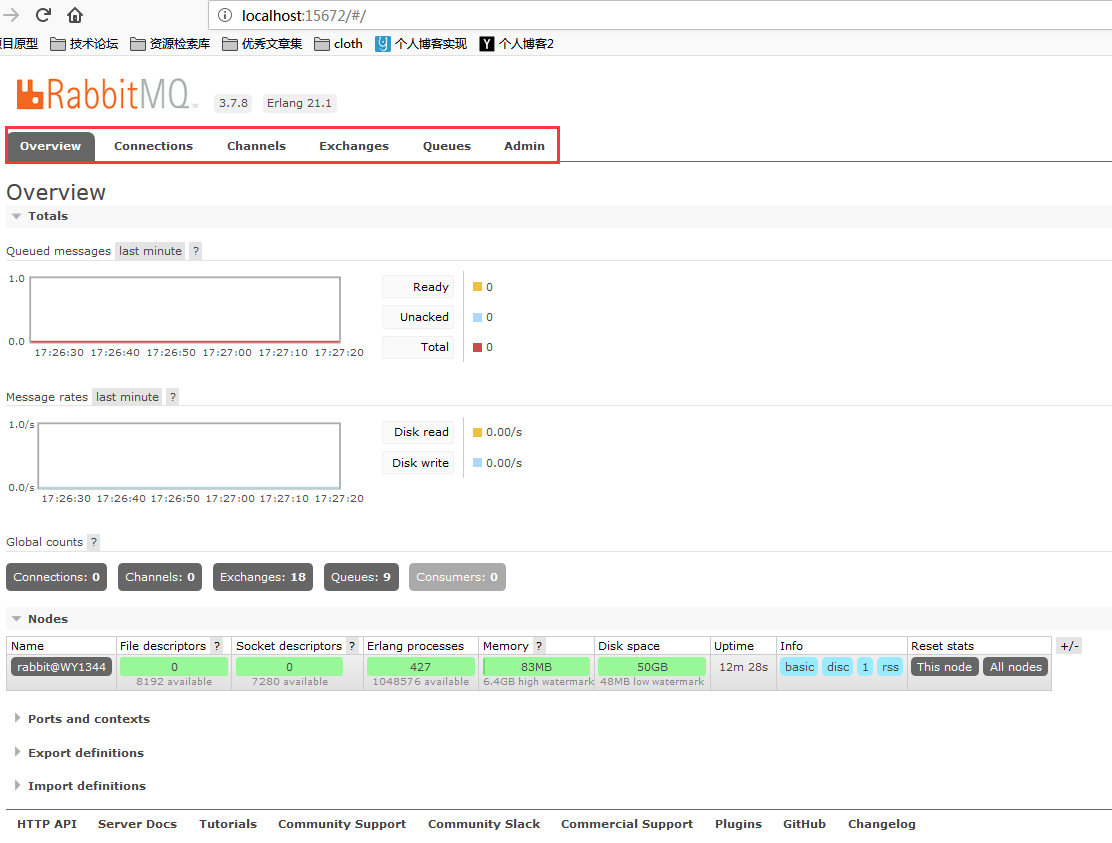 localhost:15672/#/
项目原型 技术论坛 资源检索库 优秀文章集 cloth 个人博客实现 Y 个人博客2
RabbitMQ 3.7.8 Erlang 21.1
Overview Connections Channels Exchanges Queues Admin
Overview
Totals
Queued messages last minute ?
1.0
0.0
17:26:30 17:26:40 17:26:50 17:27:00 17:27:10 17:27:20
Ready 0
Unacked 0
Total 0
Message rates last minute ?
1.0/s
0.0/s
17:26:30 17:26:40 17:26:50 17:27:00 17:27:10 17:27:20
Disk read 0.00/s
Disk write 0.00/s
Global counts ?
Connections: 0 Channels: 0 Exchanges: 18 Queues: 9 Consumers: 0
Nodes
Name File descriptors ? Socket descriptors ? Erlang processes Memory ? Disk space Uptime Info Reset stats +/-
rabbit@WY1344 0 0 427 83MB 50GB 12m 28s basic disc 1 rss This node All nodes
8192 available 7280 available 1048576 available 6.4GB high watermark 48MB low watermark
Ports and contexts
Export definitions
Import definitions
HTTP API Server Docs Tutorials Community Support Community Slack Commercial Support Plugins GitHub Changelog